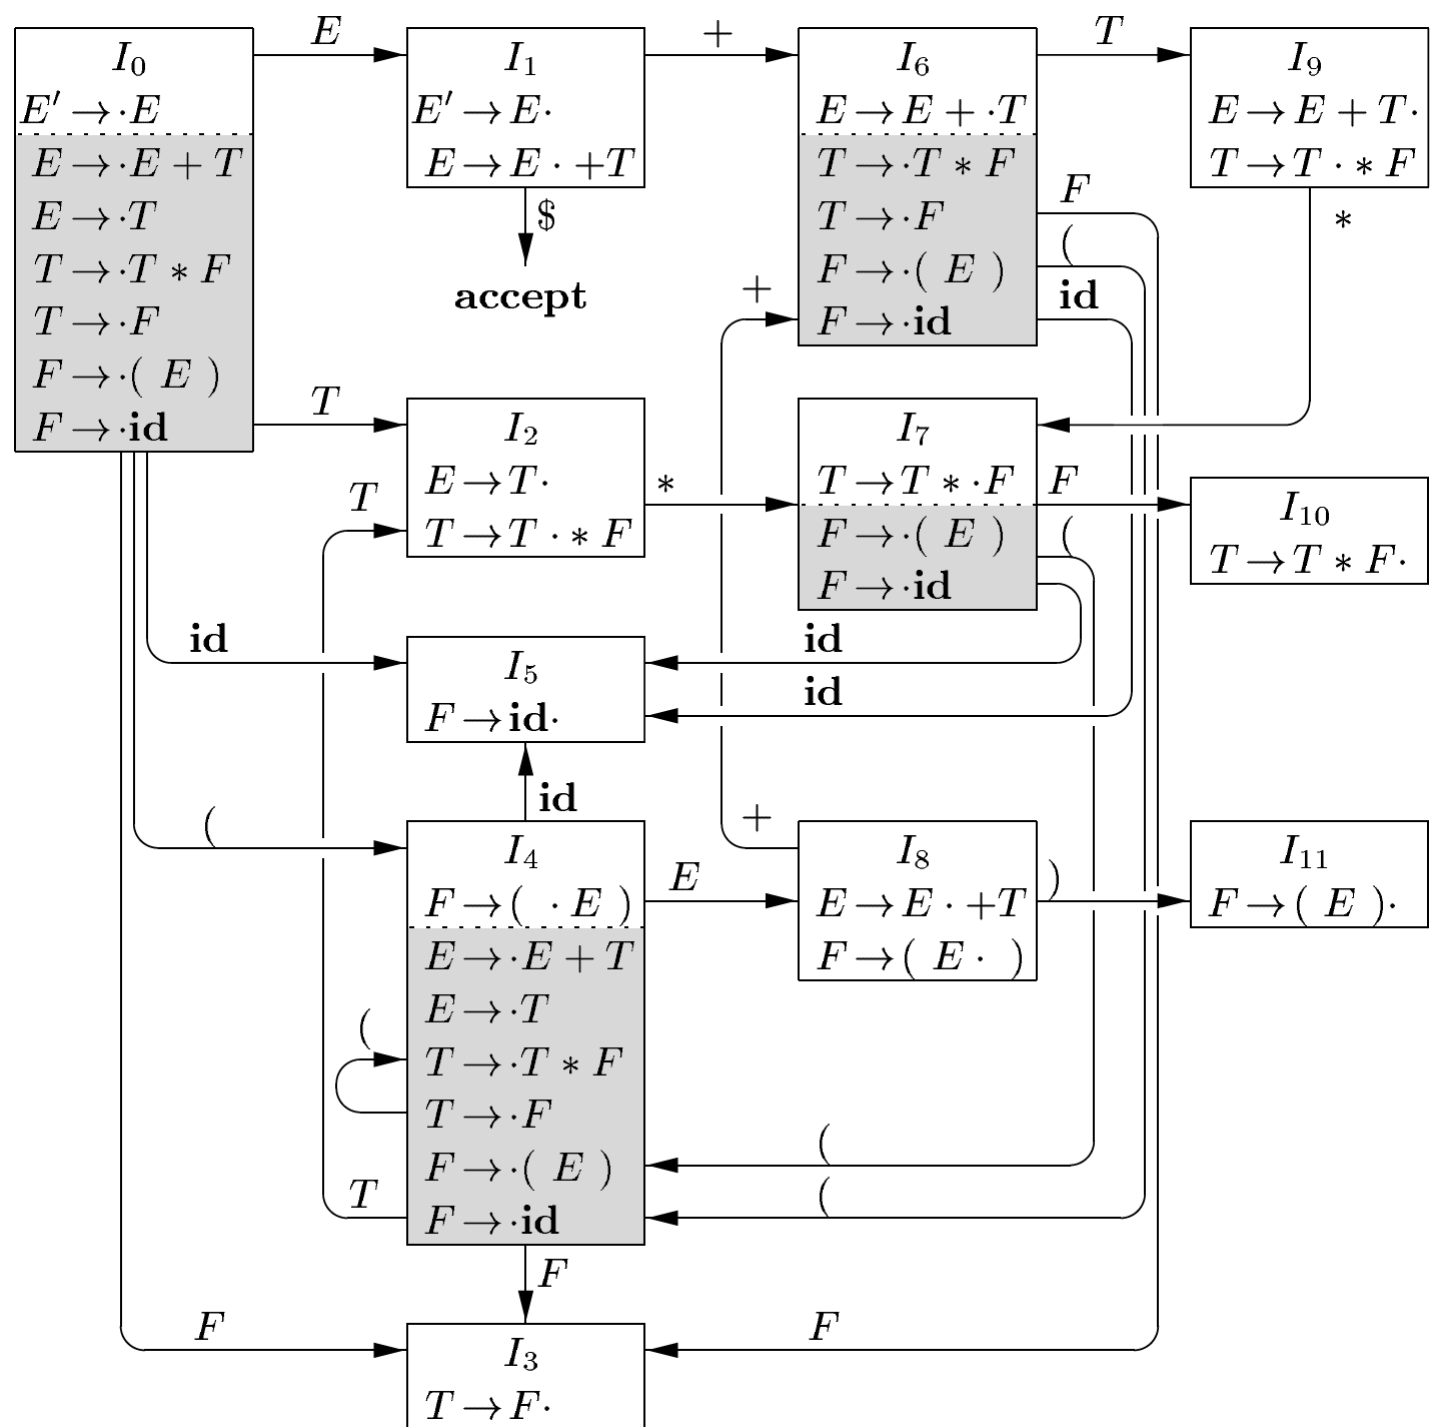 I₀
E′ → ·E
E → ·E + T
E → ·T
T → ·T * F
T → ·F
F → ·( E )
F → ·id
E
I₁
E′ → E·
E → E · +T
$
accept
+
I₆
E → E + ·T
T → ·T * F
T → ·F
F → ·( E )
F → ·id
T
F
(
id
+
I₉
E → E + T·
T → T · * F
*
T
T
I₂
E → T·
T → T · * F
*
I₇
T → T * ·F
F → ·( E )
F → ·id
F
(
I₁₀
T → T * F·
id
I₅
F → id·
id
id
id
(
I₄
F → ( · E )
E → ·E + T
E → ·T
T → ·T * F
T → ·F
F → ·( E )
F → ·id
(
T
E
+
I₈
E → E · +T
F → ( E · )
)
I₁₁
F → ( E )·
(
(
F
F
I₃
T → F·
F